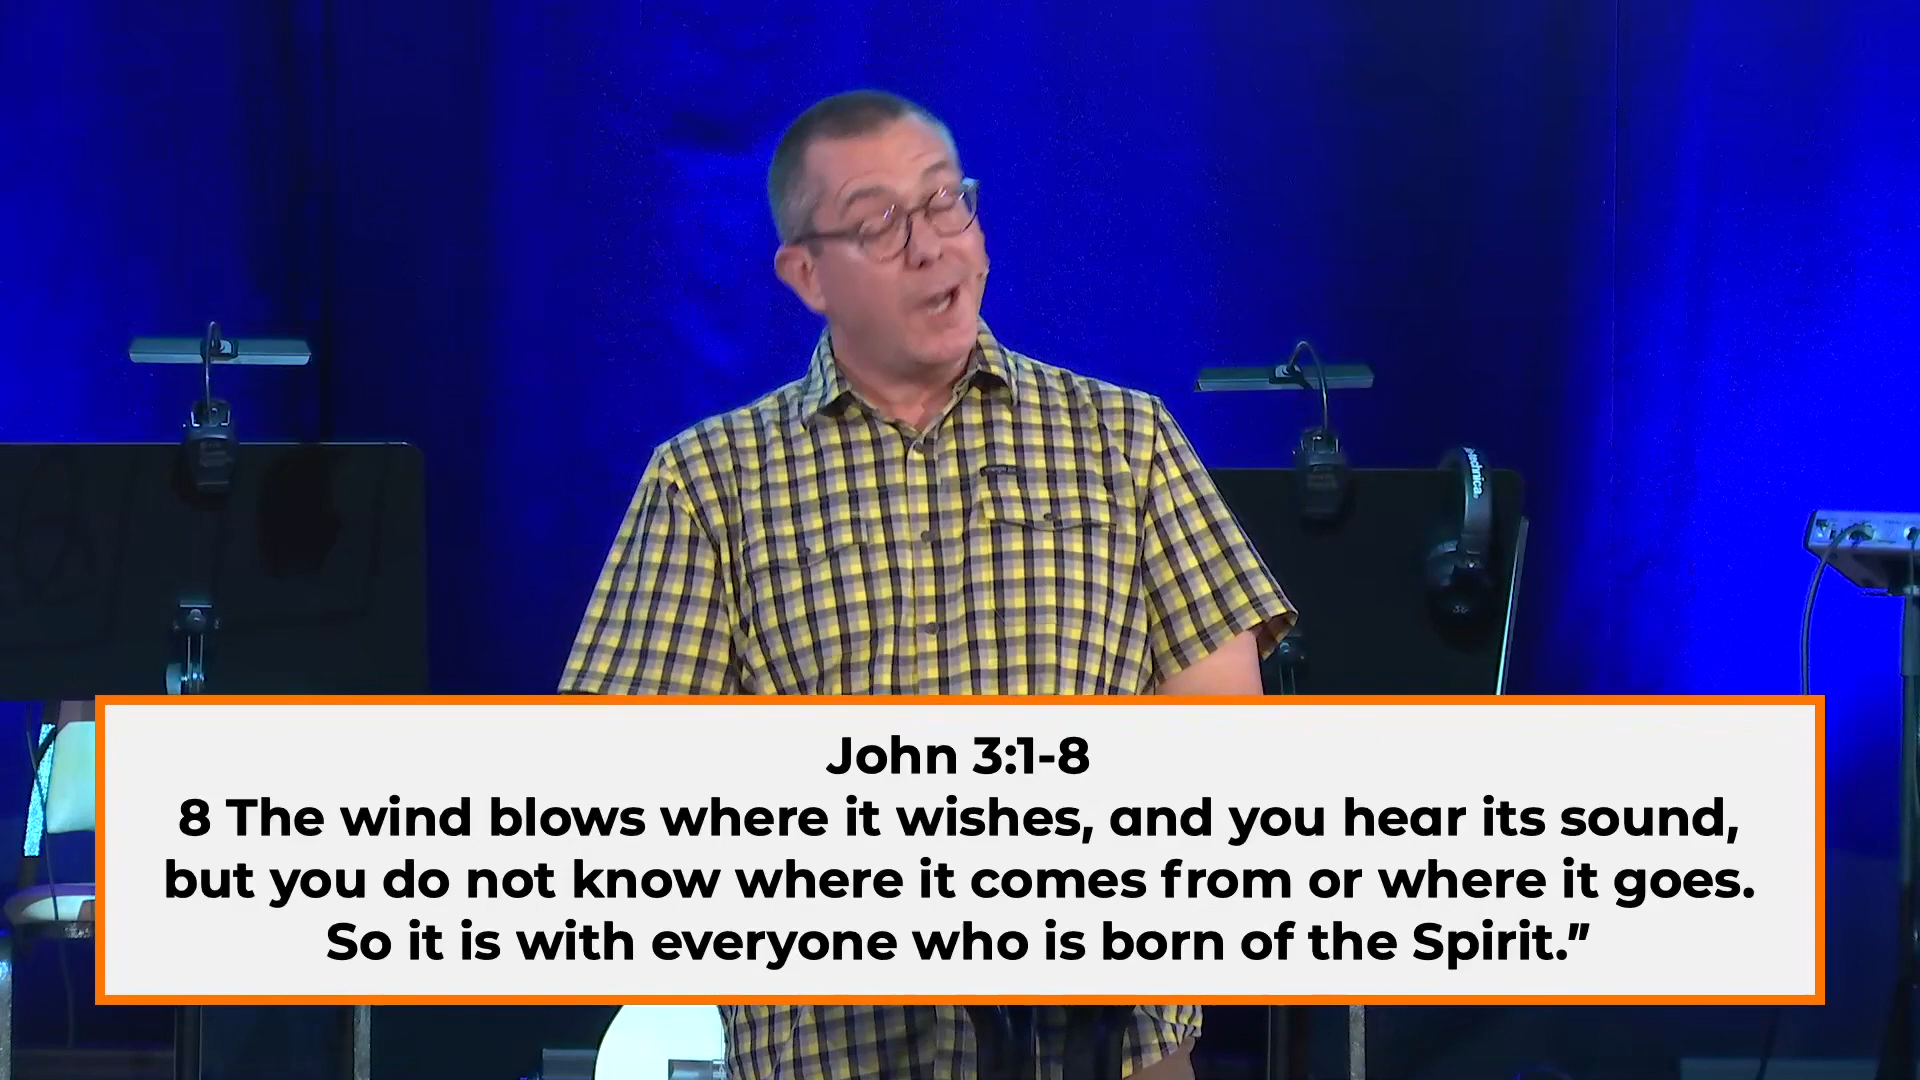 technica
John 3:1-8
8 The wind blows where it wishes, and you hear its sound,
but you do not know where it comes from or where it goes.
So it is with everyone who is born of the Spirit.”